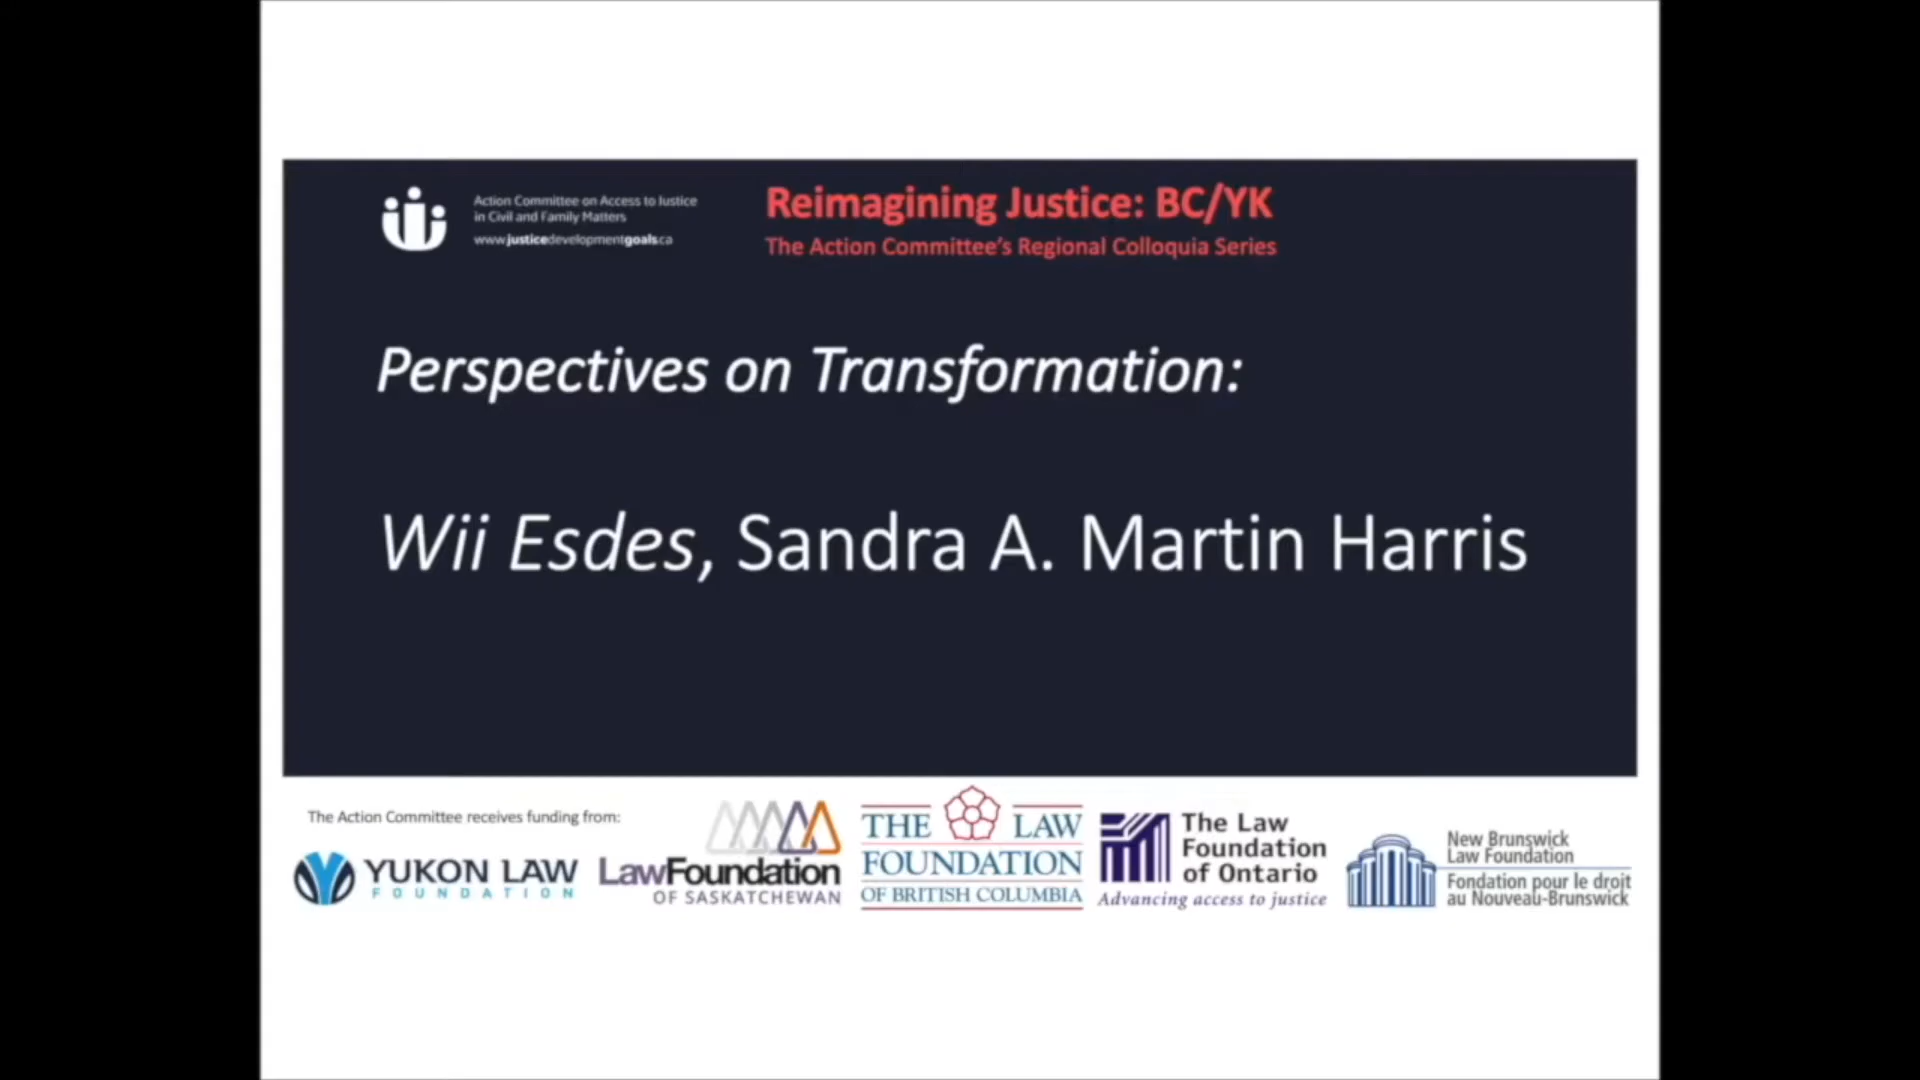 Action Committee on Access to Justice
in Civil and Family Matters
www.justicedevelopmentgoals.ca
Reimagining Justice: BC/YK
The Action Committee's Regional Colloquia Series
Perspectives on Transformation:
Wii Esdes, Sandra A. Martin Harris
The Action Committee receives funding from:
YUKON LAW
FOUNDATION
LawFoundation
OF SASKATCHEWAN
THE LAW
FOUNDATION
OF BRITISH COLUMBIA
The Law
Foundation
of Ontario
Advancing access to justice
New Brunswick
Law Foundation
Fondation pour le droit
au Nouveau-Brunswick